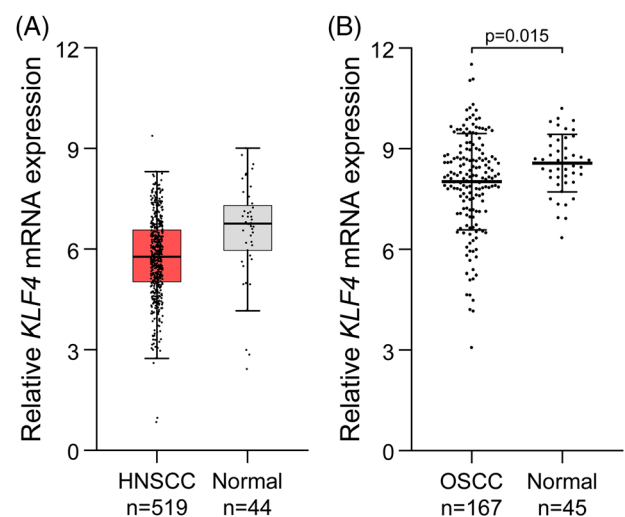 (A)
Relative KLF4 mRNA expression
12
9
6
3
0
HNSCC Normal
n=519 n=44
(B)
p=0.015
Relative KLF4 mRNA expression
12
9
6
3
0
OSCC Normal
n=167 n=45